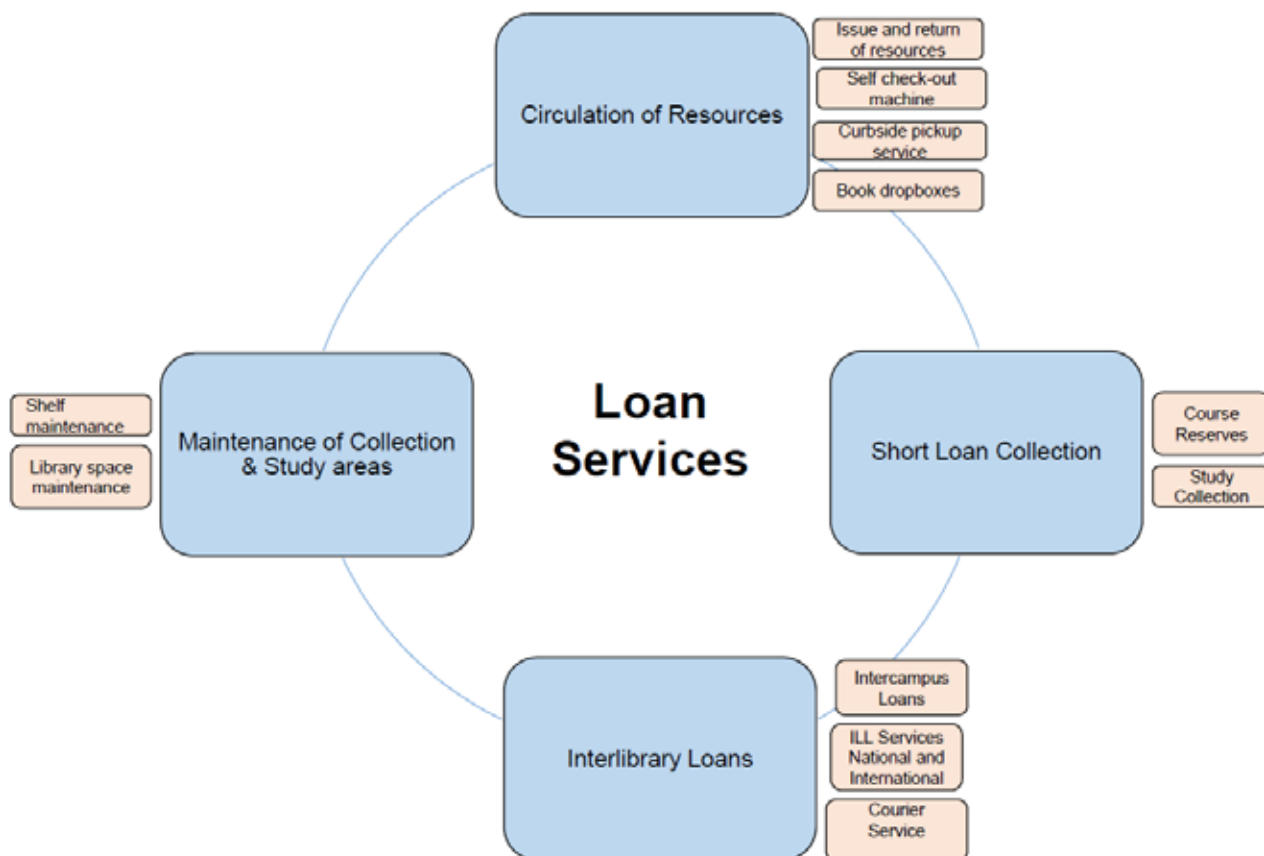 Circulation of Resources
Issue and return
of resources
Self check-out
machine
Curbside pickup
service
Book dropboxes
Loan
Services
Shelf
maintenance
Library space
maintenance
Maintenance of Collection
& Study areas
Short Loan Collection
Course
Reserves
Study
Collection
Interlibrary Loans
Intercampus
Loans
ILL Services
National and
International
Courier
Service